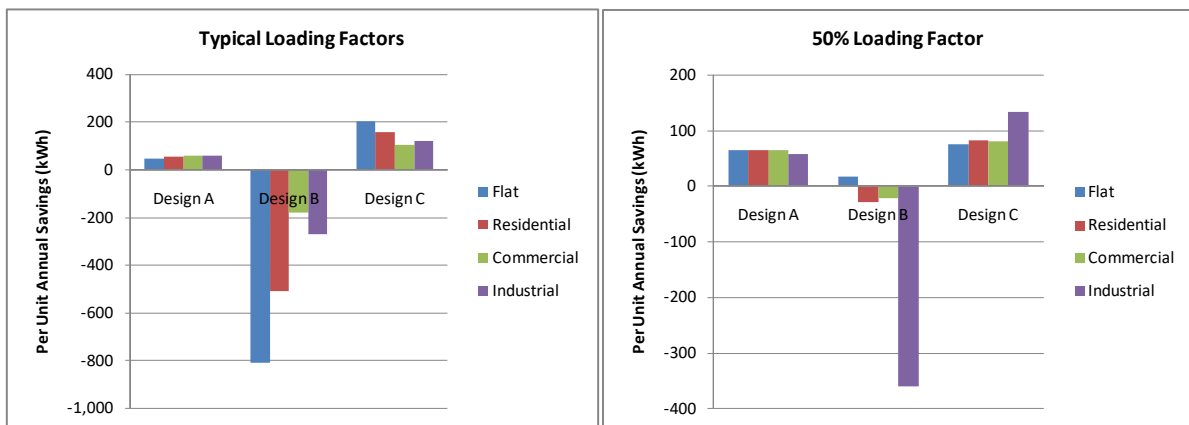 Typical Loading Factors
Per Unit Annual Savings (kWh)
400
200
0
-200
-400
-600
-800
-1,000
Design A
Design B
Design C
Flat
Residential
Commercial
Industrial
50% Loading Factor
Per Unit Annual Savings (kWh)
200
100
0
-100
-200
-300
-400
Design A
Design B
Design C
Flat
Residential
Commercial
Industrial